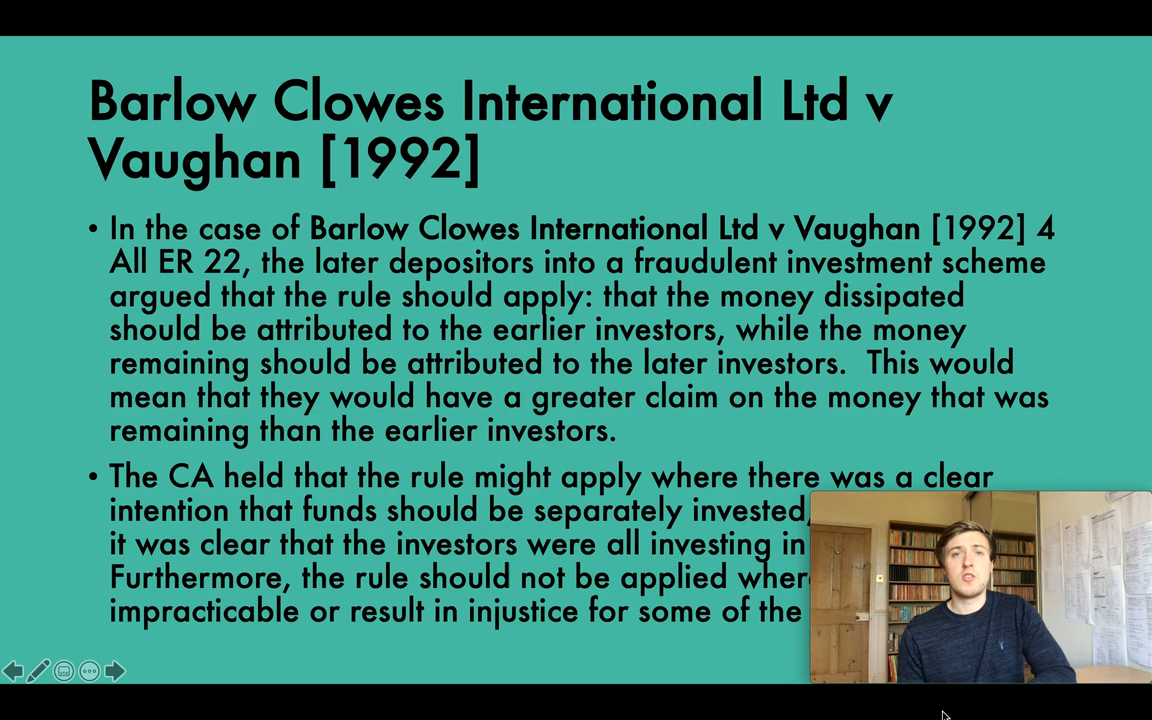 Barlow Clowes International Ltd v
Vaughan [1992]
• In the case of Barlow Clowes International Ltd v Vaughan [1992] 4
All ER 22, the later depositors into a fraudulent investment scheme
argued that the rule should apply: that the money dissipated
should be attributed to the earlier investors, while the money
remaining should be attributed to the later investors.  This would
mean that they would have a greater claim on the money that was
remaining than the earlier investors.
• The CA held that the rule might apply where there was a clear
intention that funds should be separately invested,
it was clear that the investors were all investing in
Furthermore, the rule should not be applied where
impracticable or result in injustice for some of the